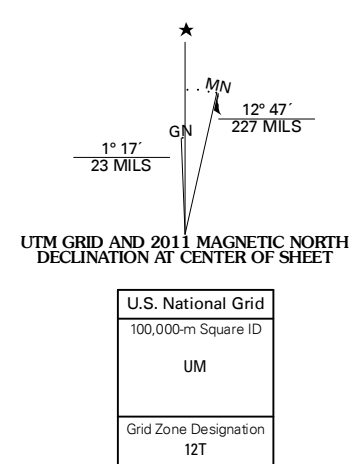 MN
12° 47´
227 MILS
GN
1° 17´
23 MILS
UTM GRID AND 2011 MAGNETIC NORTH
DECLINATION AT CENTER OF SHEET
U.S. National Grid
100,000-m Square ID
UM
Grid Zone Designation
12T